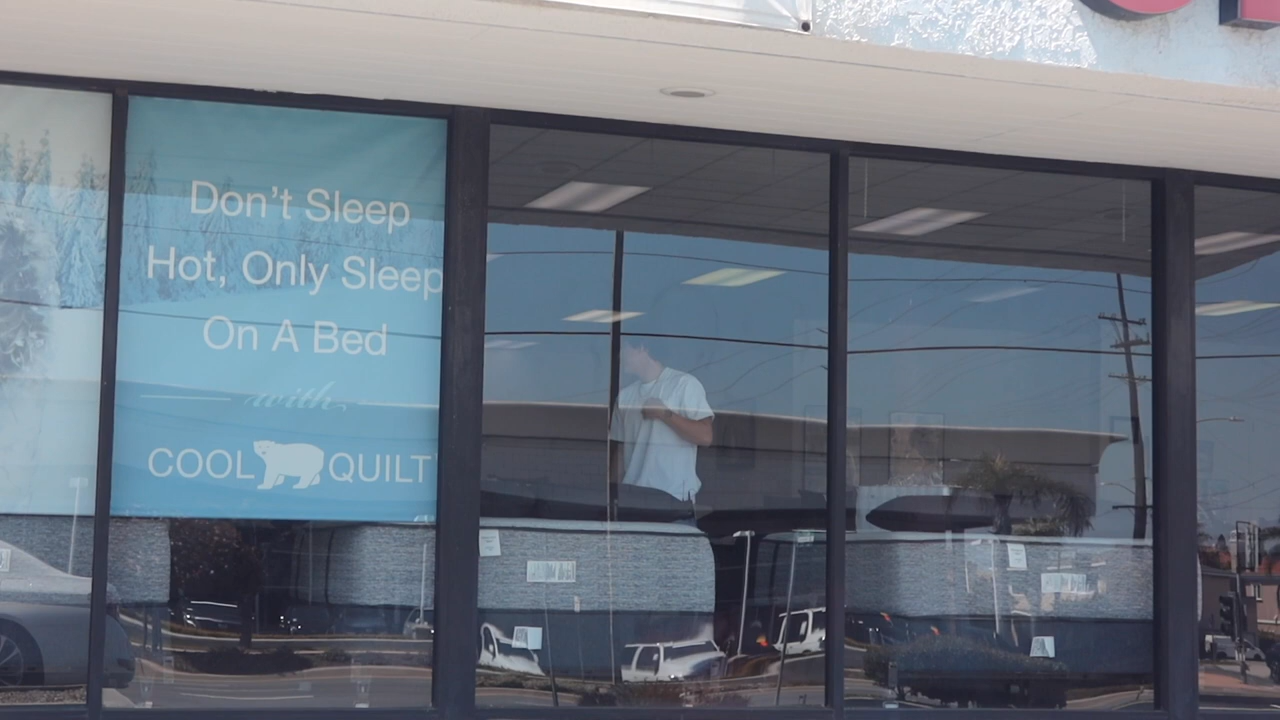 Don't Sleep
Hot, Only Sleep
On A Bed
with
COOL QUILT